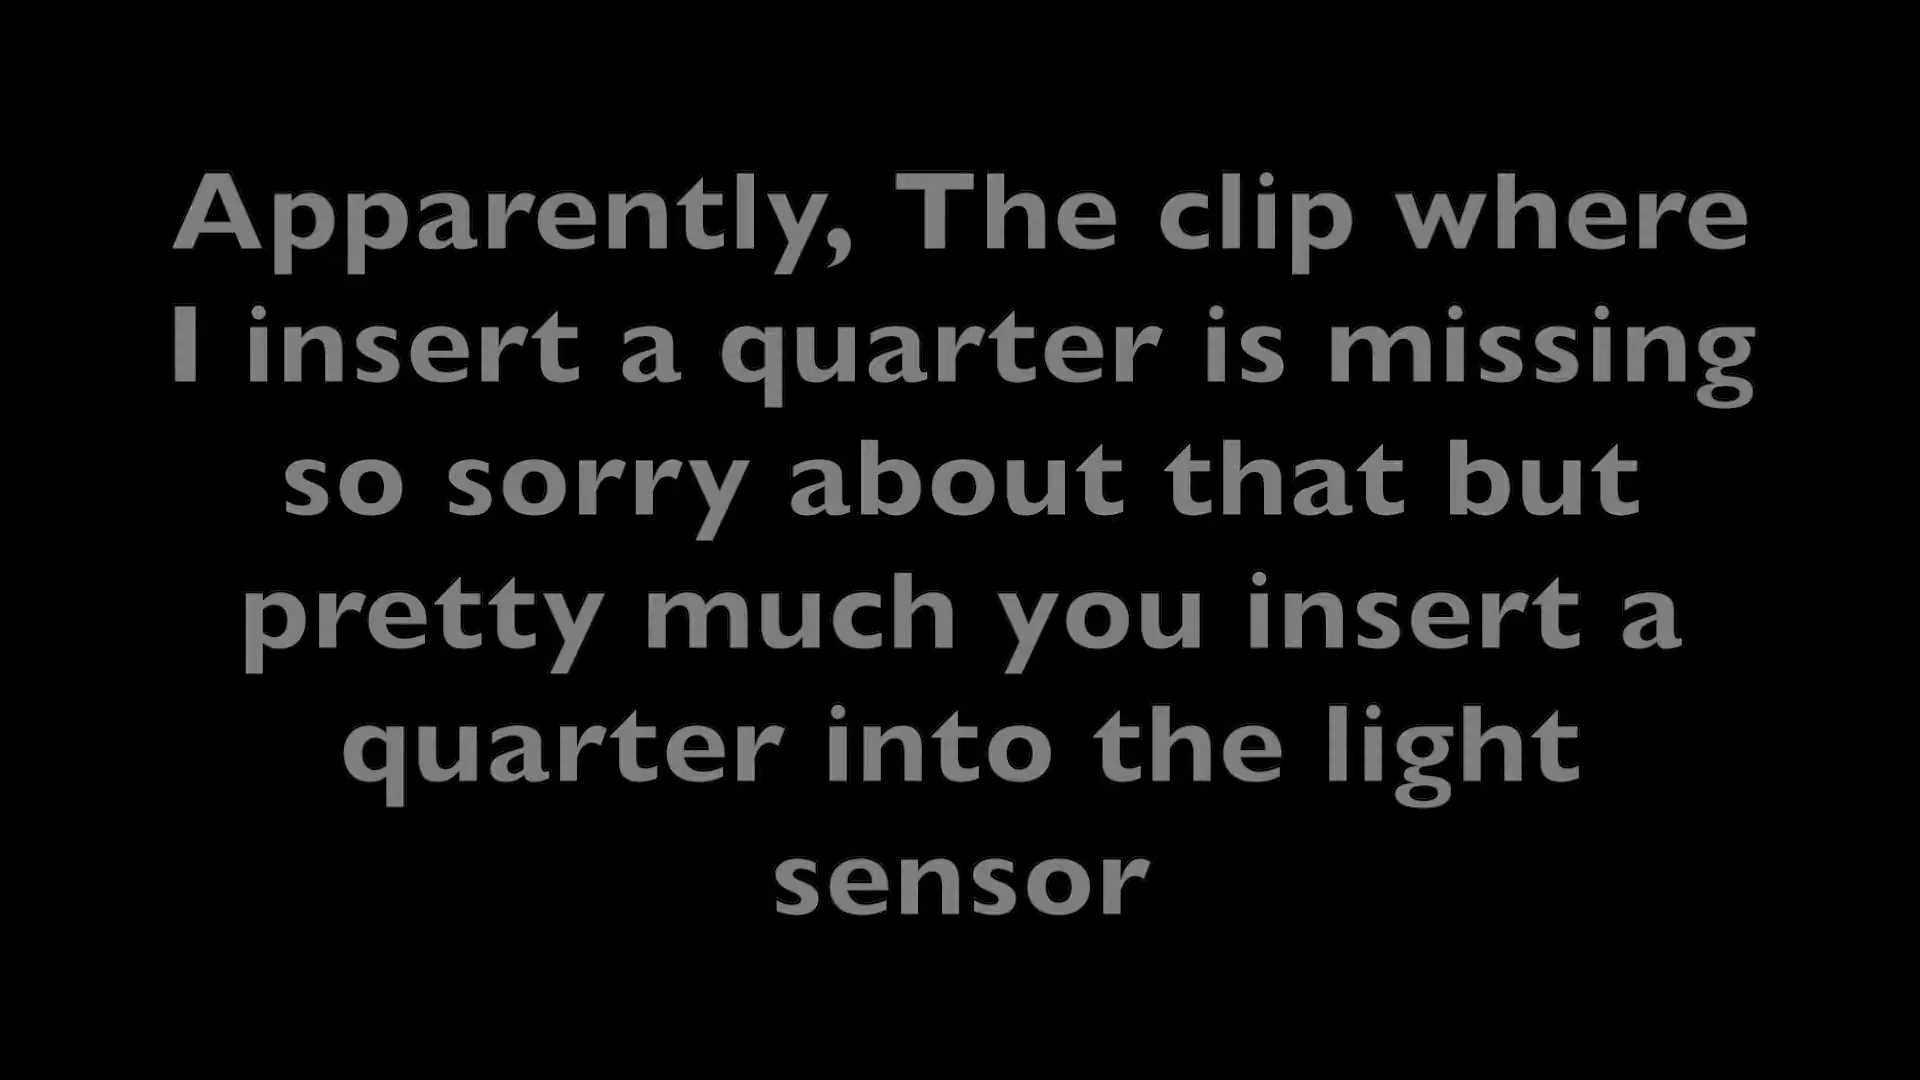 Apparently, The clip where
I insert a quarter is missing
so sorry about that but
pretty much you insert a
quarter into the light
sensor